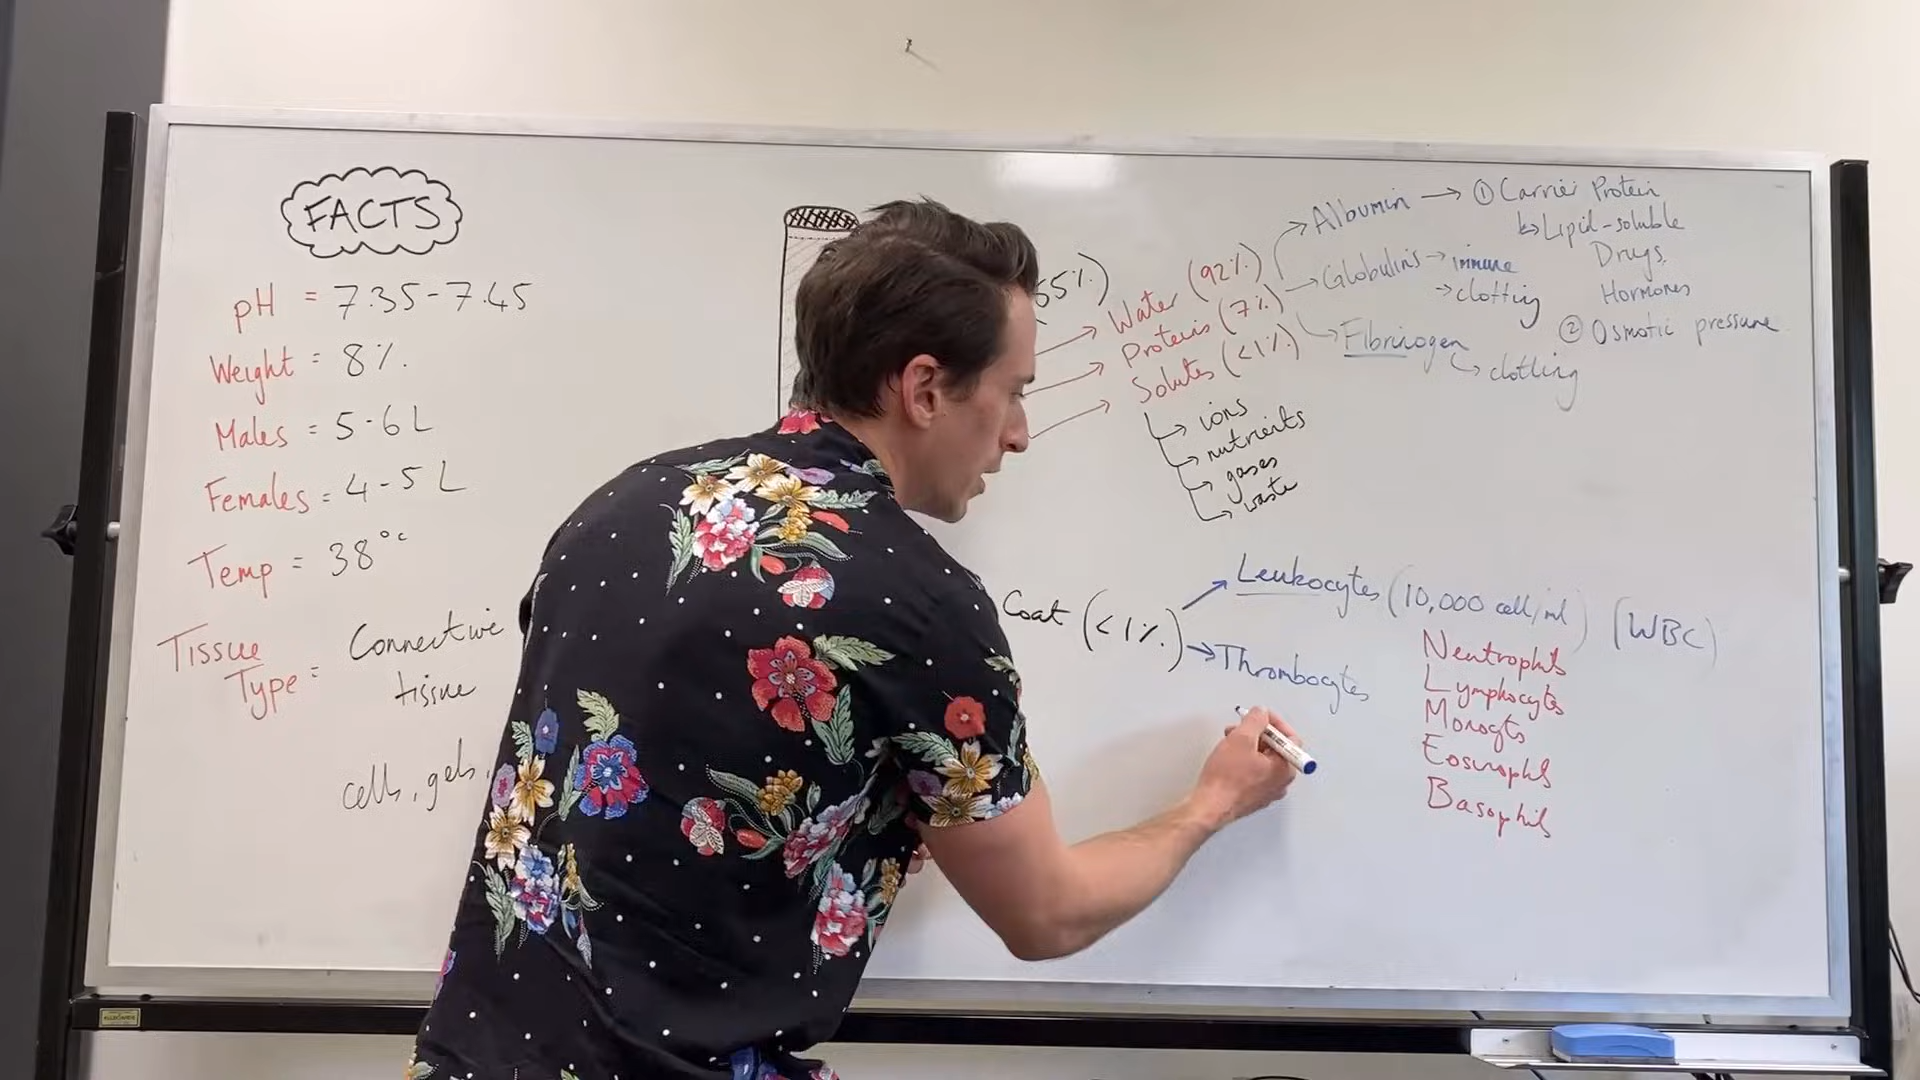 FACTS
pH = 7.35-7.45
Weight = 8%.
Males = 5-6 L
Females = 4-5 L
Temp = 38°c
Tissue Type = Connective tissue
cells, gels,
55%)
Water (92%)
Proteins (7%)
Solutes (<1%)
→ ions
→ nutrients
→ gases
→ waste
→ Albumin → ① Carrier Protein
↳ Lipid-soluble
Drugs
Hormones
② Osmotic pressure
→ Globulins → immune
→ clotting
→ Fibrinogen
↳ clotting
Coat (<1%)
→ Leukocytes (10,000 cell/ml) (WBC)
→ Thrombocytes
Neutrophils
Lymphocytes
Monocyts
Eosinophils
Basophils